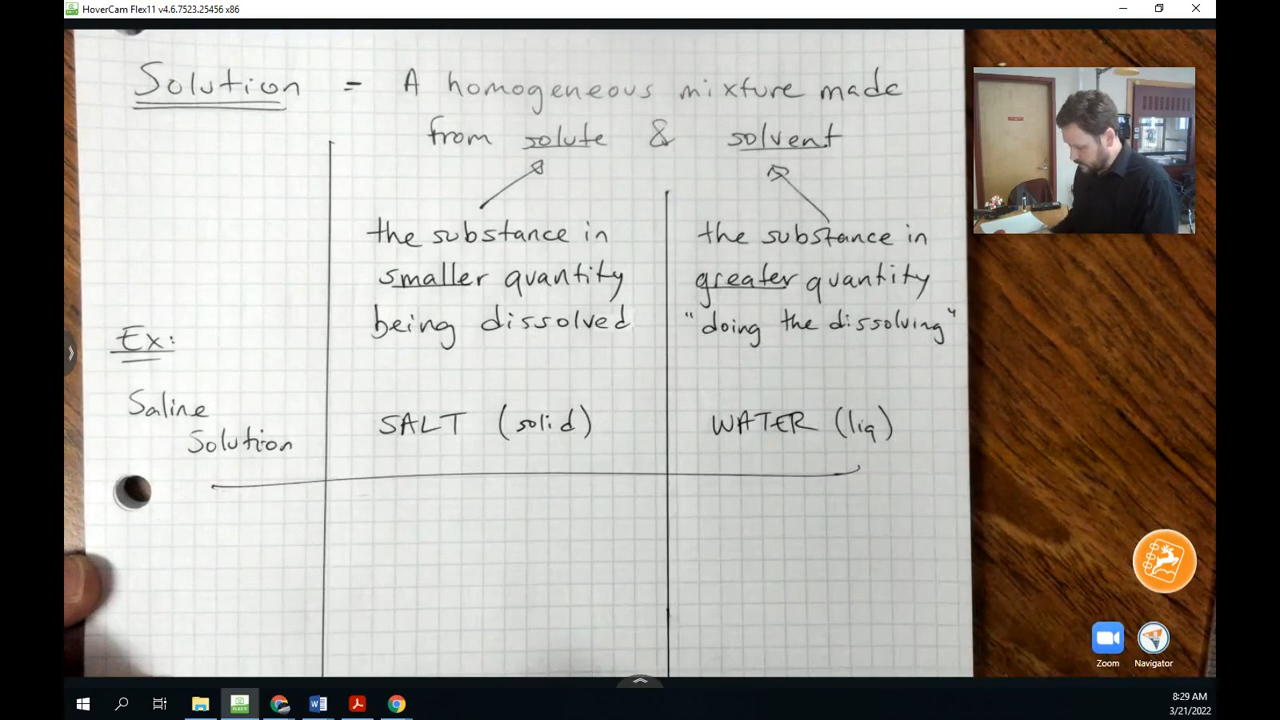 HoverCam Flex11 v4.6.7523.25456 x86
Solution = A homogeneous mixture made
from solute & solvent
the substance in
smaller quantity
being dissolved
the substance in
greater quantity
"doing the dissolving"
Ex:
Saline
Solution
SALT (solid)
WATER (liq)
Zoom
Navigator
8:29 AM
3/21/2022